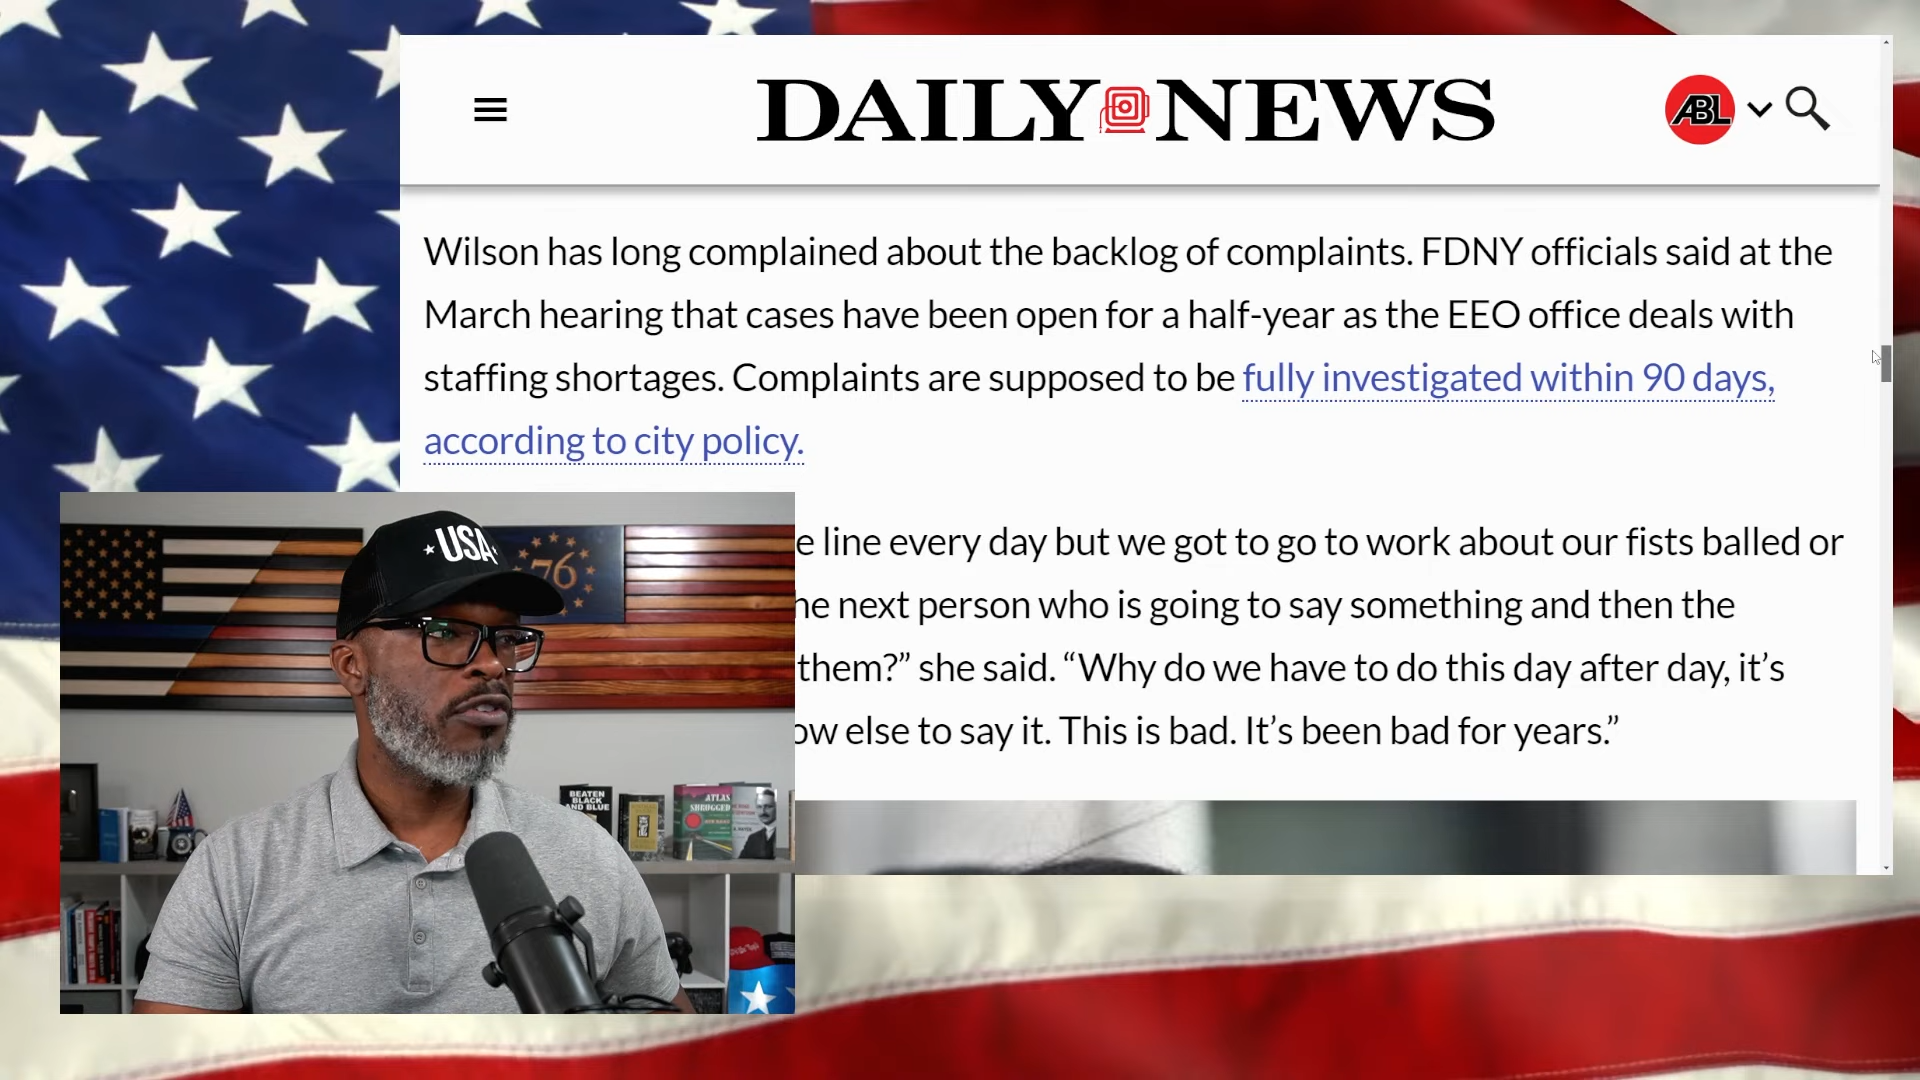 DAILY NEWS
ABL
Wilson has long complained about the backlog of complaints. FDNY officials said at the
March hearing that cases have been open for a half-year as the EEO office deals with
staffing shortages. Complaints are supposed to be fully investigated within 90 days,
according to city policy.
e line every day but we got to go to work about our fists balled or
he next person who is going to say something and then the
them?” she said. “Why do we have to do this day after day, it’s
ow else to say it. This is bad. It’s been bad for years.”
USA
76
BEATEN
BLACK
AND BLUE
ATLAS
SHRUGGED